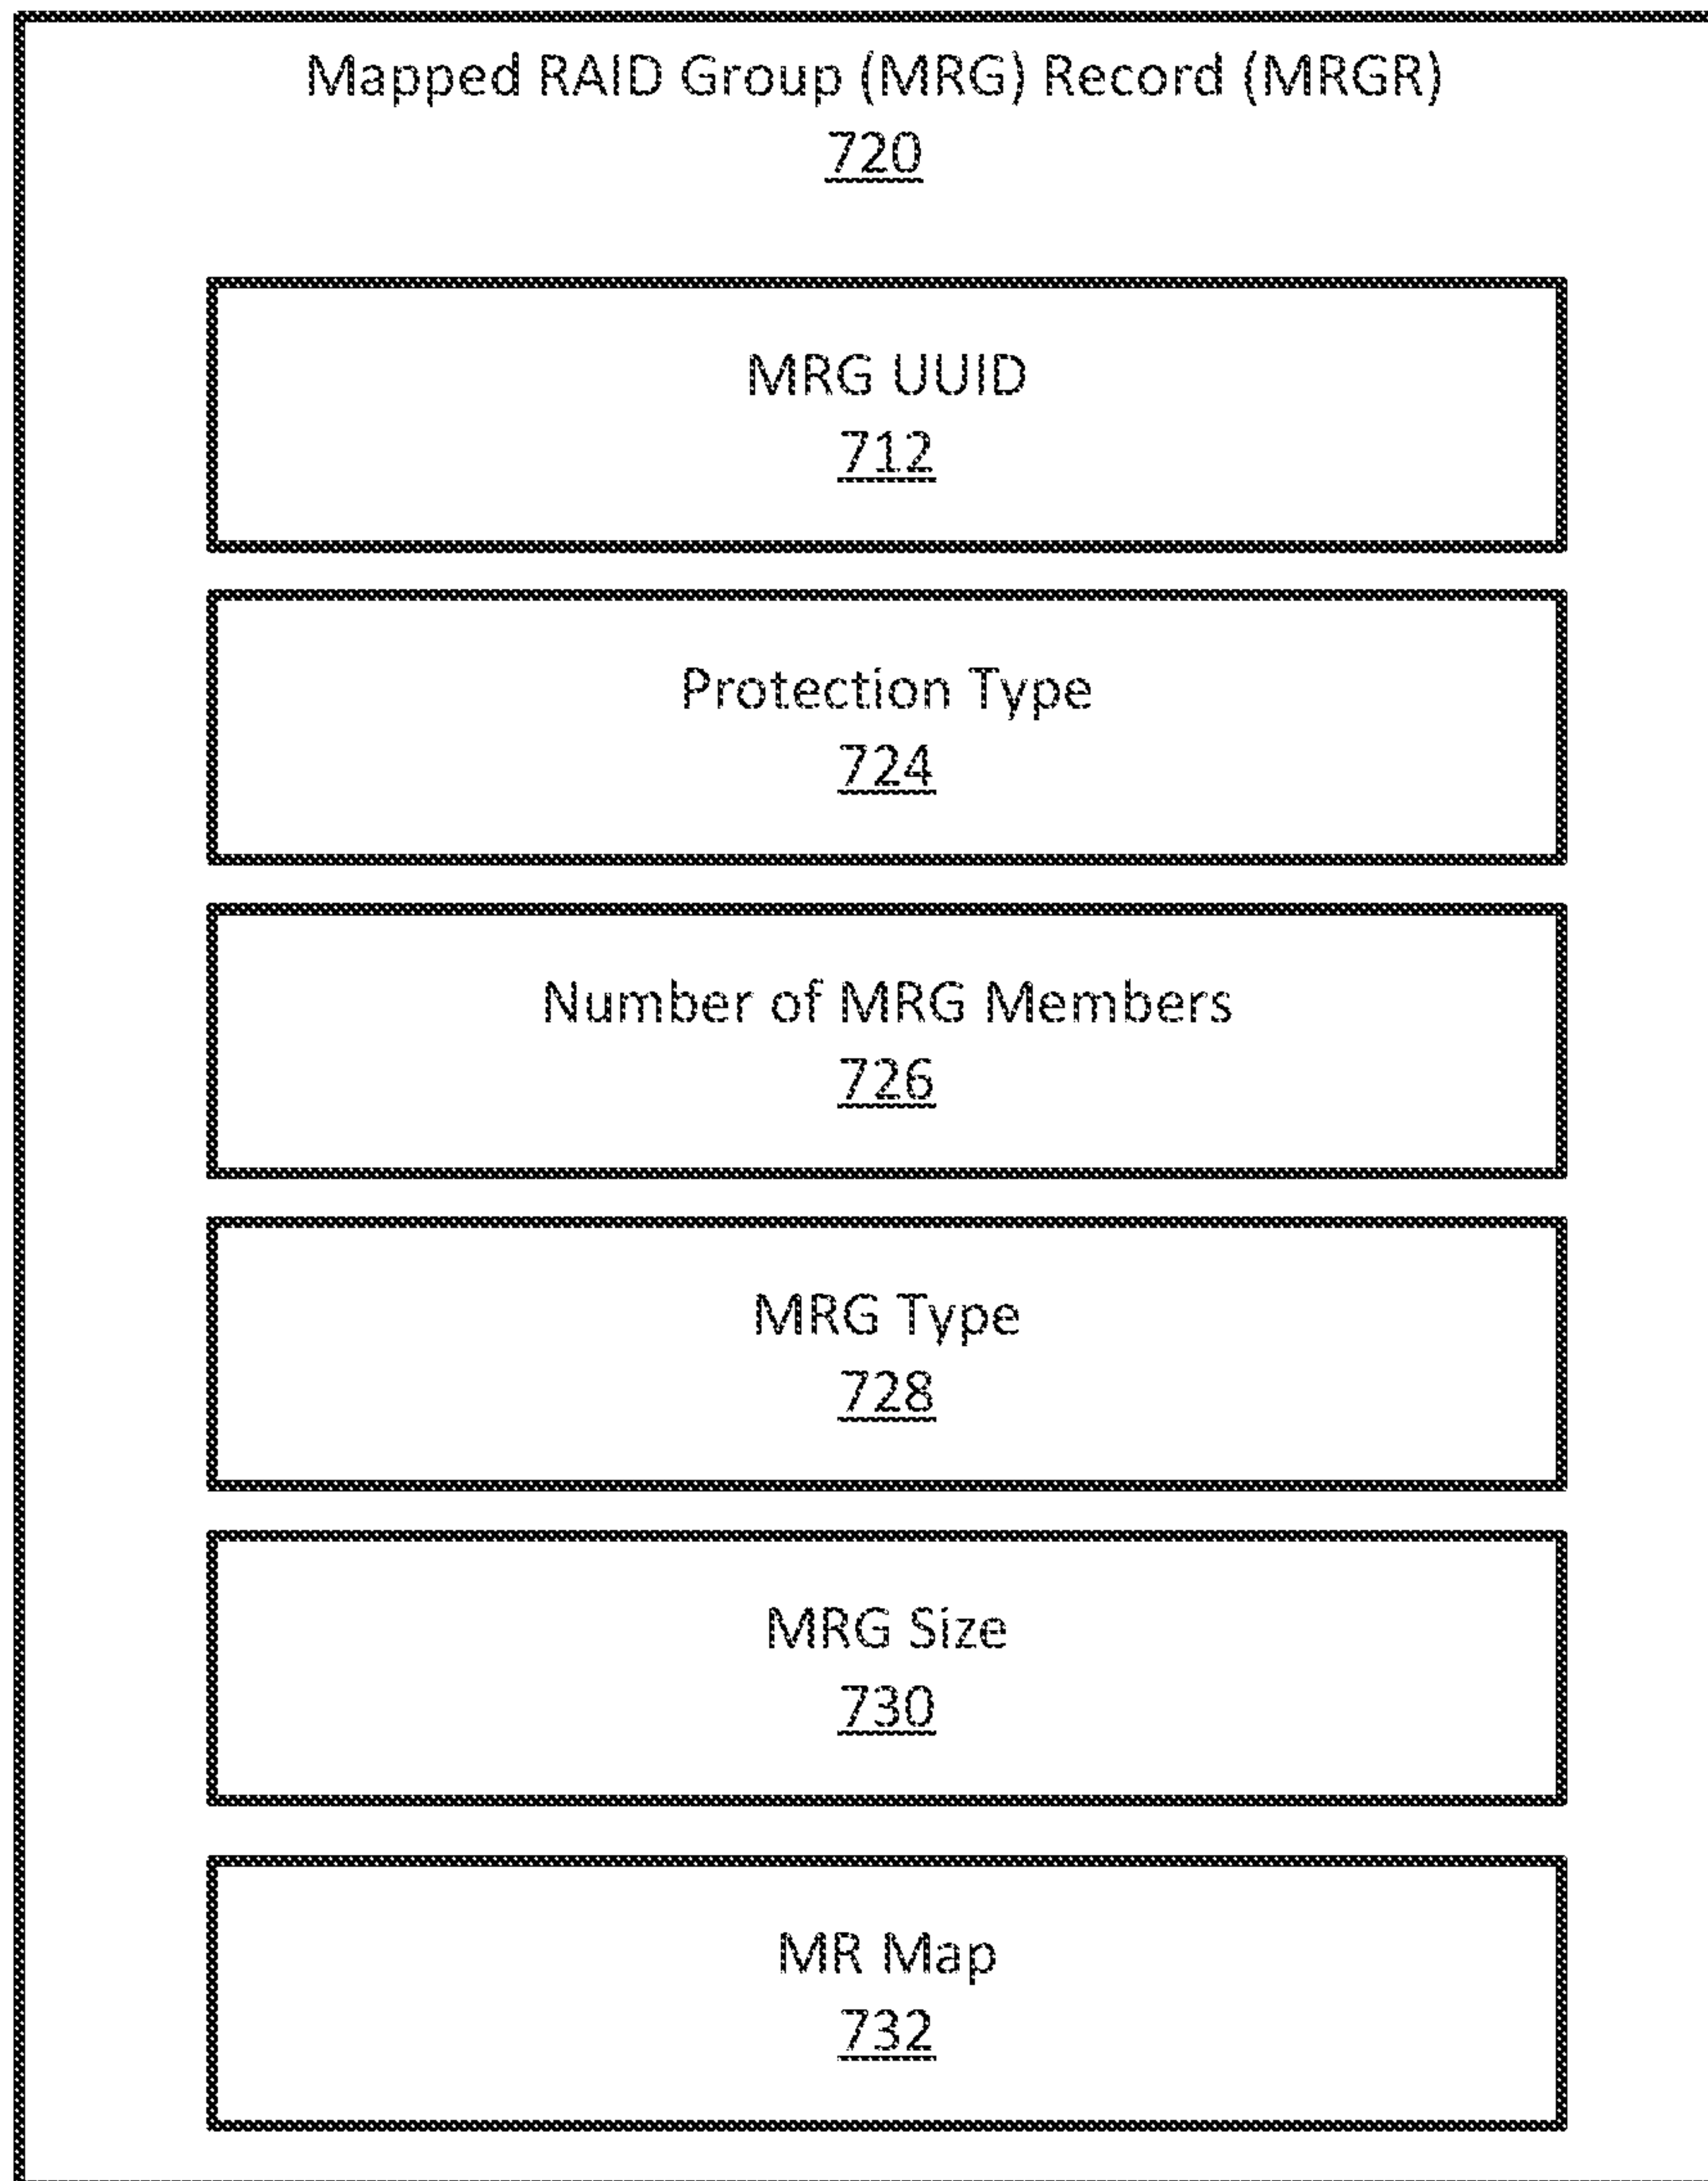 Mapped RAID Group (MRG) Record (MRGR)
720
MRG UUID
712
Protection Type
724
Number of MRG Members
726
MRG Type
728
MRG Size
730
MR Map
732